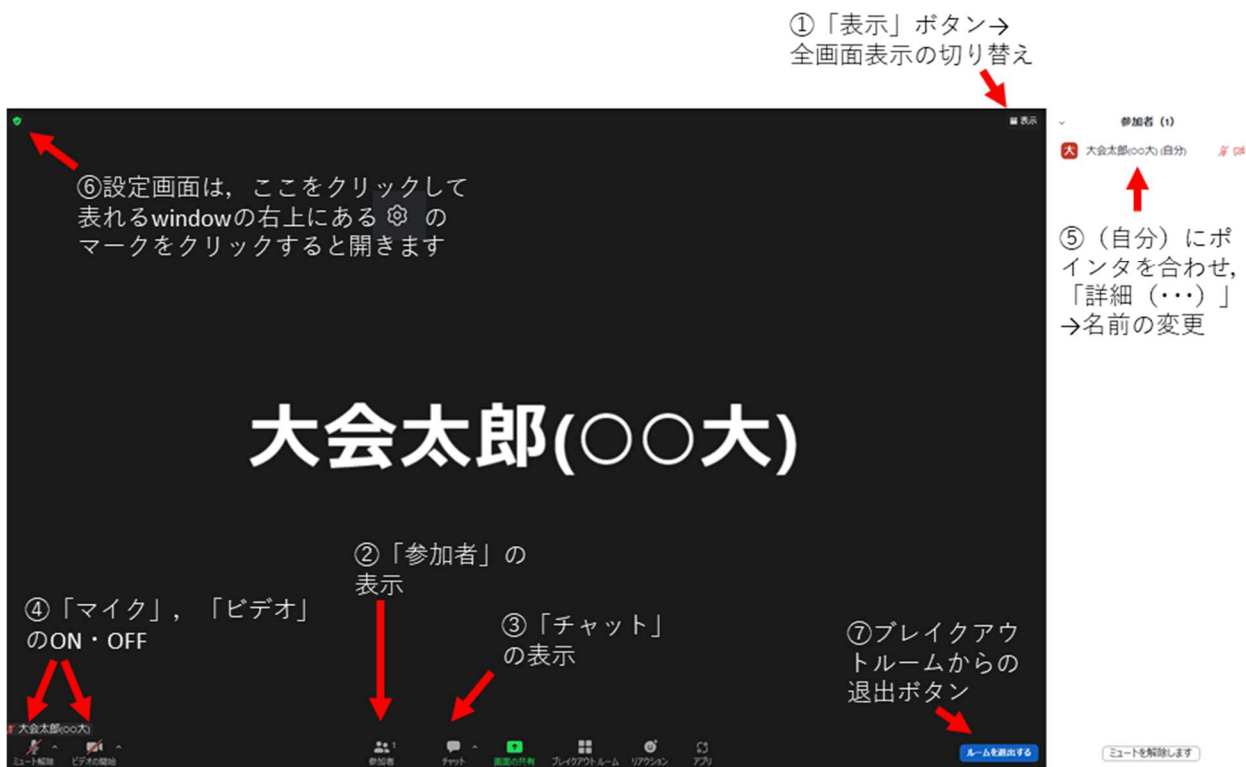 ①「表示」ボタン→
全画面表示の切り替え
表示
参加者 (1)
大 大会太郎(○○大) (自分)
⑥設定画面は，ここをクリックして
表れるwindowの右上にある の
マークをクリックすると開きます
⑤（自分）にポ
インタを合わせ，
「詳細（･･･）」
→名前の変更
大会太郎(○○大)
②「参加者」の
表示
④「マイク」，「ビデオ」
のON・OFF
③「チャット」
の表示
⑦ブレイクアウ
トルームからの
退出ボタン
大会太郎(○○大)
1
ミュート解除 ビデオの開始 参加者 チャット 画面の共有 ブレイクアウト ルーム リアクション アプリ
ルームを退出する
ミュートを解除します